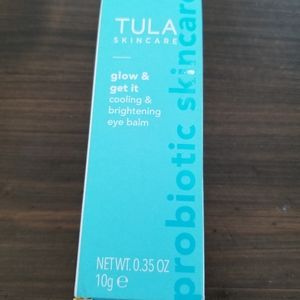 TULA
SKINCARE
glow &
get it
cooling &
brightening
eye balm
NET WT. 0.35 OZ
10g e
probiotic skincare